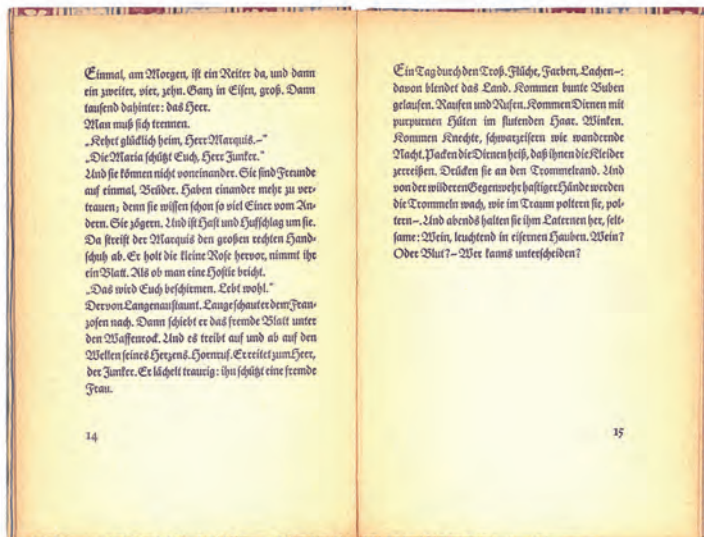 Einmal, am Morgen, ist ein Reiter da, und dann
ein zweiter, vier, zehn. Ganz in Eisen, groß. Dann
tausend dahinter: das Heer.
Man muß sich trennen.
„Kehrt glücklich heim, Herr Marquis.–“
„Die Maria schützt Euch, Herr Junker.“
Und sie können nicht voneinander. Sie sind Freunde
auf einmal, Brüder. Haben einander mehr zu ver-
trauen; denn sie wissen schon so viel Einer vom An-
dern. Sie zögern. Und ist Hast und Hufschlag um sie.
Da streift der Marquis den großen rechten Hand-
schuh ab. Er holt die kleine Rose hervor, nimmt ihr
ein Blatt. Als ob man eine Hostie bricht.
„Das wird Euch beschirmen. Lebt wohl.“
Der von Langenau staunt. Lange schaut er dem Fran-
zosen nach. Dann schiebt er das fremde Blatt unter
den Waffenrock. Und es treibt auf und ab auf den
Wellen seines Herzens. Hornruf. Er reitet zum Heer,
der Junker. Er lächelt traurig: ihn schützt eine fremde
Frau.
14
Ein Tag durch den Troß. Flüche, Farben, Lachen–:
davon blendet das Land. Kommen bunte Buben
gelaufen. Raufen und Rufen. Kommen Dirnen mit
purpurnen Hüten im flutenden Haar. Winken.
Kommen Knechte, schwarzeisern wie wandernde
Nacht. Packen die Dirnen heiß, daß ihnen die Kleider
zerreißen. Drücken sie an den Trommelrand. Und
von der wilderen Gegenwehr hastiger Hände werden
die Trommeln wach, wie im Traum poltern sie, pol-
tern–. Und abends halten sie ihm Laternen her, selt-
same: Wein, leuchtend in eisernen Hauben. Wein?
Oder Blut?– Wer kanns unterscheiden?
15